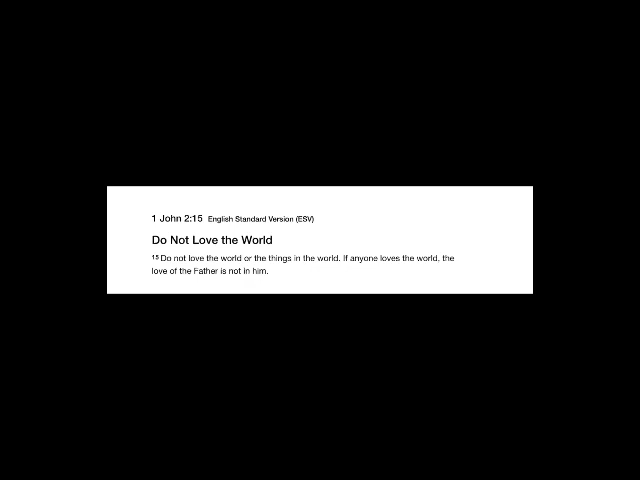 1 John 2:15 English Standard Version (ESV)
Do Not Love the World
15 Do not love the world or the things in the world. If anyone loves the world, the
love of the Father is not in him.